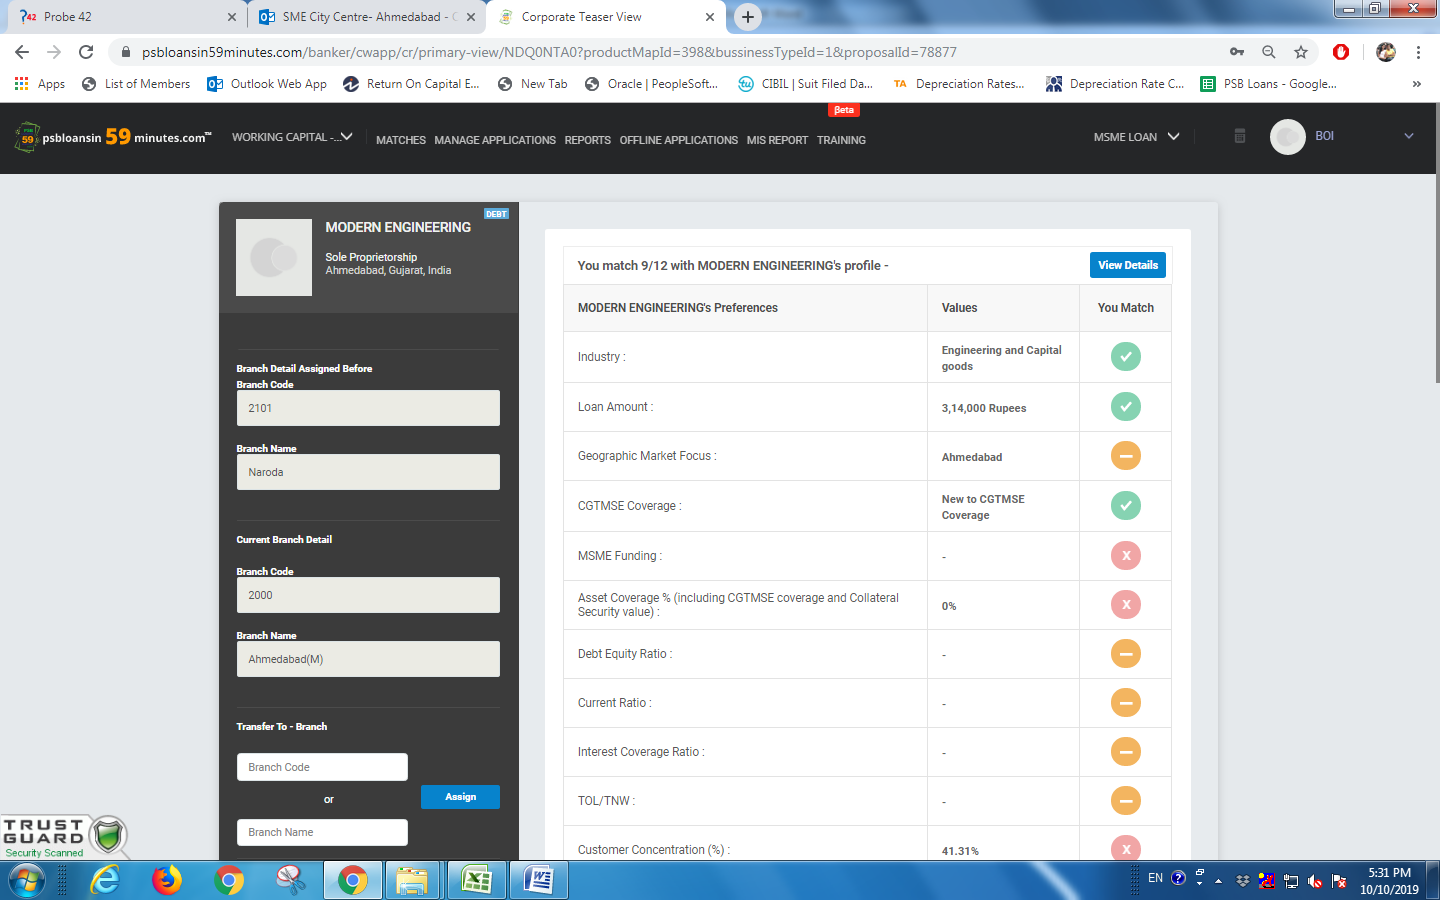 Probe 42
SME City Centre- Ahmedabad - O
Corporate Teaser View
psbloansin59minutes.com/banker/cwapp/cr/primary-view/NDQ0NTA0?productMapId=398&bussinessTypeId=1&proposalId=78877
Apps
List of Members
Outlook Web App
Return On Capital E...
New Tab
Oracle | PeopleSoft...
CIBIL | Suit Filed Da...
TA Depreciation Rates...
Depreciation Rate C...
PSB Loans - Google...
»
βeta
psbloansin 59 minutes.com™
WORKING CAPITAL -...
MATCHES
MANAGE APPLICATIONS
REPORTS
OFFLINE APPLICATIONS
MIS REPORT
TRAINING
MSME LOAN
BOI
DEBT
MODERN ENGINEERING
Sole Proprietorship
Ahmedabad, Gujarat, India
Branch Detail Assigned Before
Branch Code
2101
Branch Name
Naroda
Current Branch Detail
Branch Code
2000
Branch Name
Ahmedabad(M)
Transfer To - Branch
Branch Code
or
Assign
Branch Name
You match 9/12 with MODERN ENGINEERING's profile -
View Details
MODERN ENGINEERING's Preferences
Values
You Match
Industry :
Engineering and Capital
goods
Loan Amount :
3,14,000 Rupees
Geographic Market Focus :
Ahmedabad
CGTMSE Coverage :
New to CGTMSE
Coverage
MSME Funding :
-
X
Asset Coverage % (including CGTMSE coverage and Collateral
Security value) :
0%
X
Debt Equity Ratio :
-
Current Ratio :
-
Interest Coverage Ratio :
-
TOL/TNW :
-
Customer Concentration (%) :
41.31%
X
TRUST
GUARD
Security Scanned
EN
5:31 PM
10/10/2019